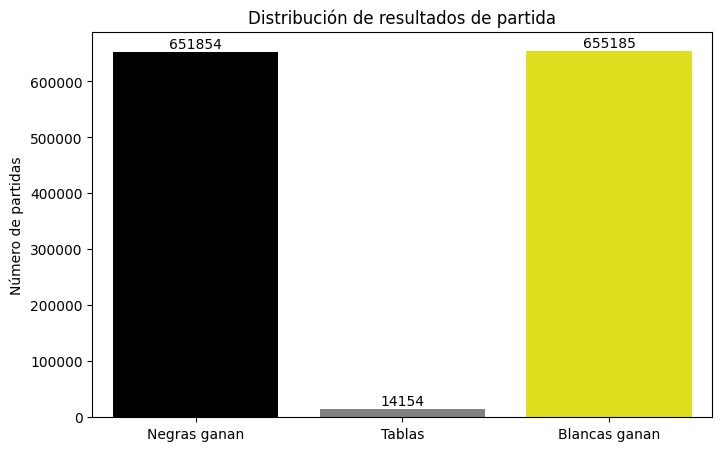 Distribución de resultados de partida
651854
14154
655185
Número de partidas
600000
500000
400000
300000
200000
100000
0
Negras ganan
Tablas
Blancas ganan